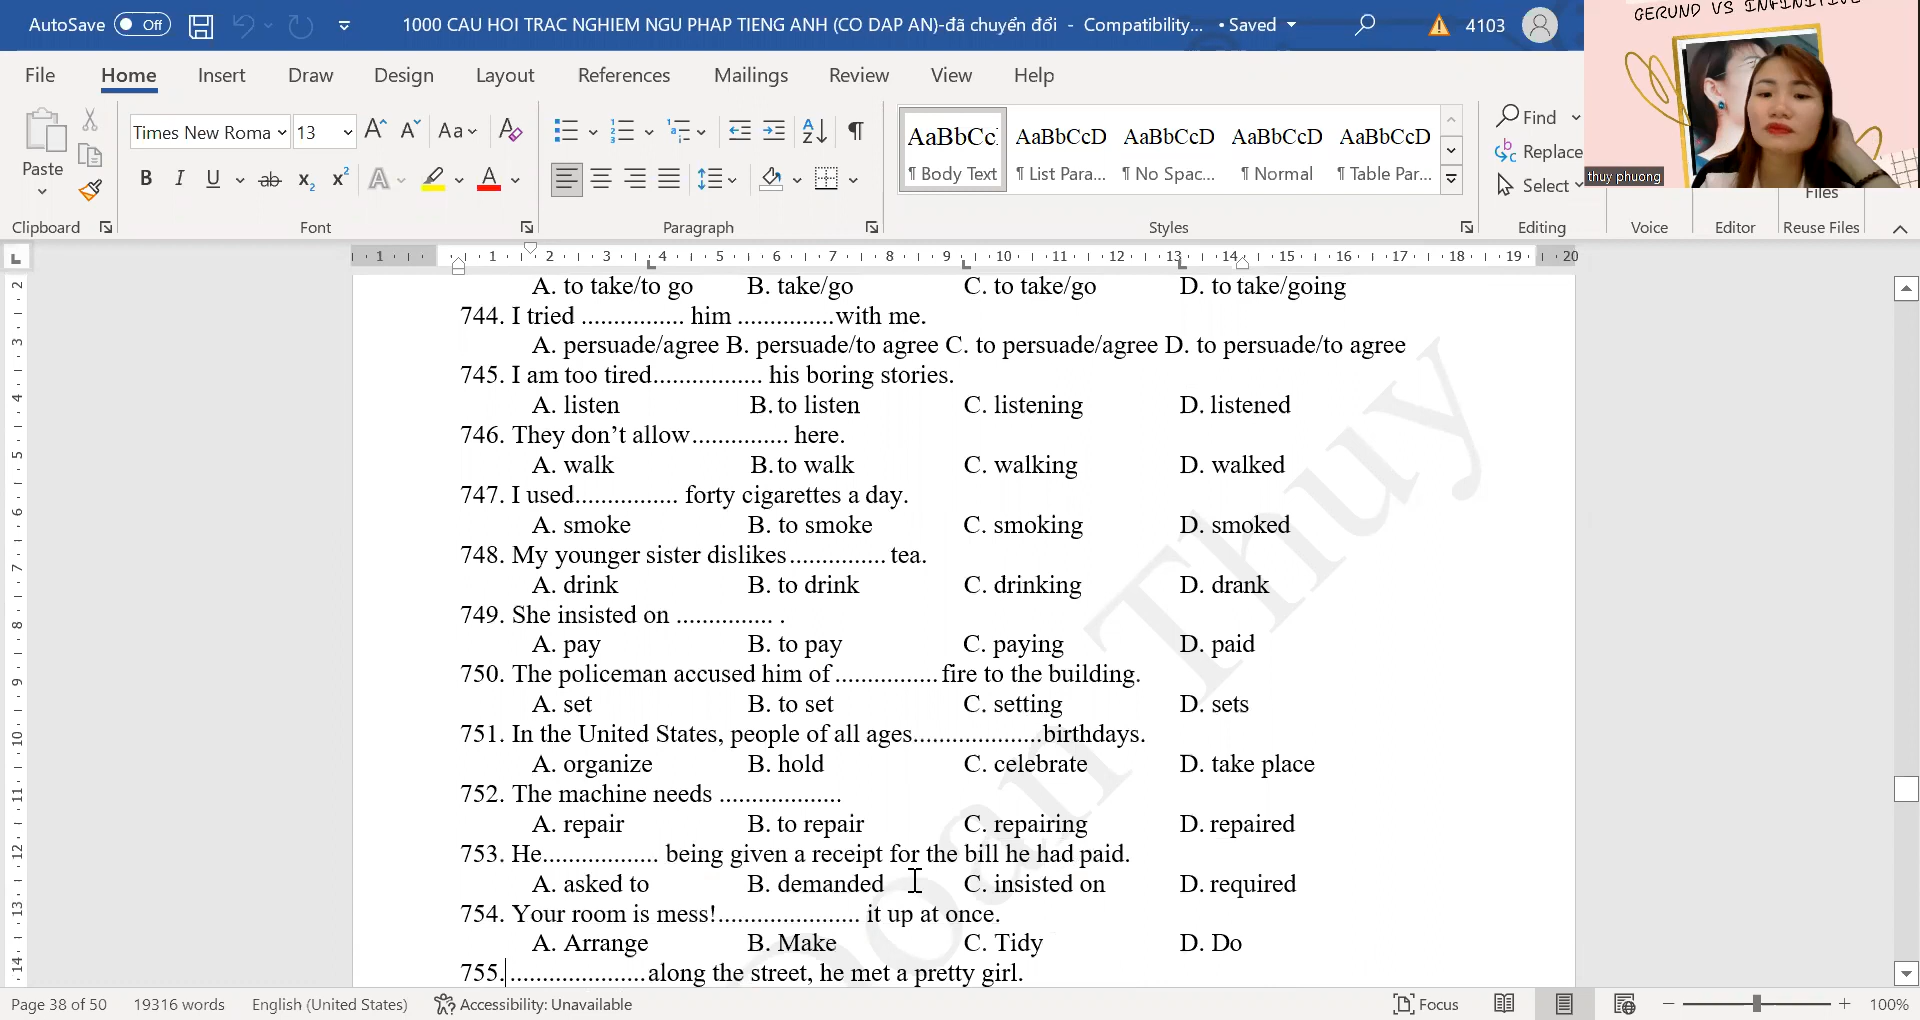 AutoSave Off 1000 CAU HOI TRAC NGHIEM NGU PHAP TIENG ANH (CO DAP AN)-đã chuyển đổi - Compatibility... • Saved 4103
GERUND VS INFINITIVE
File Home Insert Draw Design Layout References Mailings Review View Help
Times New Roma 13
Paste
AaBbCc AaBbCcD AaBbCcD AaBbCcD AaBbCcD
¶ Body Text ¶ List Para... ¶ No Spac... ¶ Normal ¶ Table Par...
Find
Replace
Select
thuy phuong
Files
Clipboard Font Paragraph Styles Editing Voice Editor Reuse Files
A. to take/to go B. take/go C. to take/go D. to take/going
744. I tried ................ him ...............with me.
A. persuade/agree B. persuade/to agree C. to persuade/agree D. to persuade/to agree
745. I am too tired................. his boring stories.
A. listen B. to listen C. listening D. listened
746. They don’t allow............... here.
A. walk B. to walk C. walking D. walked
747. I used................ forty cigarettes a day.
A. smoke B. to smoke C. smoking D. smoked
748. My younger sister dislikes............... tea.
A. drink B. to drink C. drinking D. drank
749. She insisted on ............... .
A. pay B. to pay C. paying D. paid
750. The policeman accused him of ................ fire to the building.
A. set B. to set C. setting D. sets
751. In the United States, people of all ages....................birthdays.
A. organize B. hold C. celebrate D. take place
752. The machine needs ...................
A. repair B. to repair C. repairing D. repaired
753. He.................. being given a receipt for the bill he had paid.
A. asked to B. demanded C. insisted on D. required
754. Your room is mess!...................... it up at once.
A. Arrange B. Make C. Tidy D. Do
755. .....................along the street, he met a pretty girl.
Doan Thuy
Page 38 of 50 19316 words English (United States) Accessibility: Unavailable Focus 100%